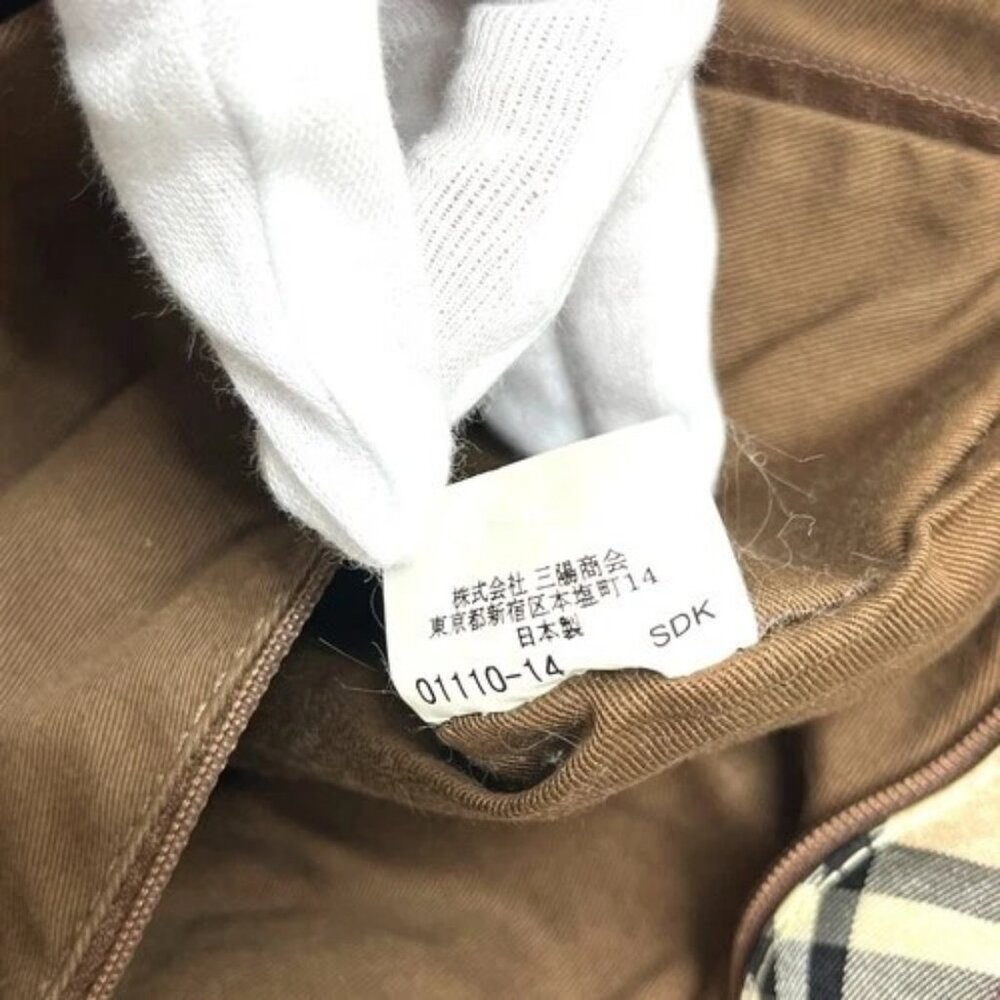 株式会社 三陽商会
東京都新宿区本塩町14
日本製
SDK
01110-14